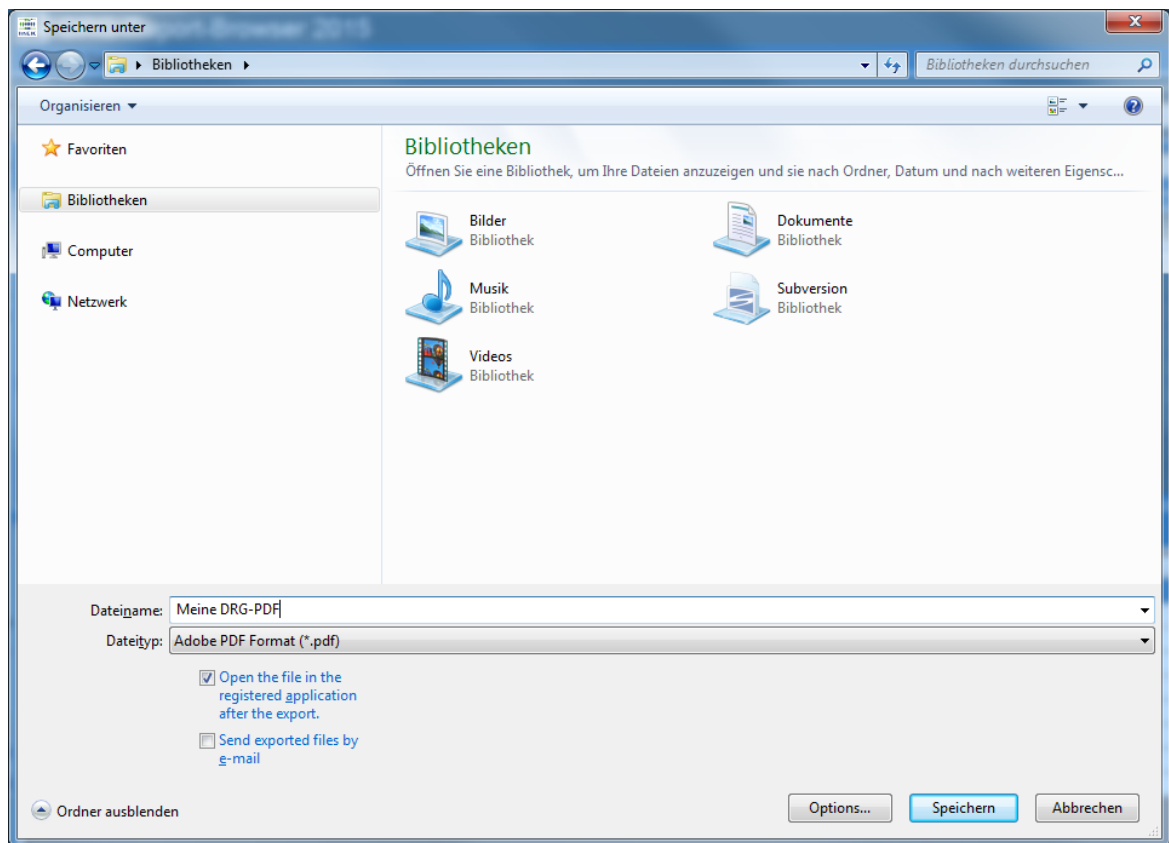 Speichern unter
Bibliotheken
Bibliotheken durchsuchen
Organisieren
Favoriten
Bibliotheken
Computer
Netzwerk
Bibliotheken
Öffnen Sie eine Bibliothek, um Ihre Dateien anzuzeigen und sie nach Ordner, Datum und nach weiteren Eigensc...
Bilder
Bibliothek
Dokumente
Bibliothek
Musik
Bibliothek
Subversion
Bibliothek
Videos
Bibliothek
Dateiname: Meine DRG-PDF
Dateityp: Adobe PDF Format (*.pdf)
Open the file in the
registered application
after the export.
Send exported files by
e-mail
Ordner ausblenden
Options...
Speichern
Abbrechen